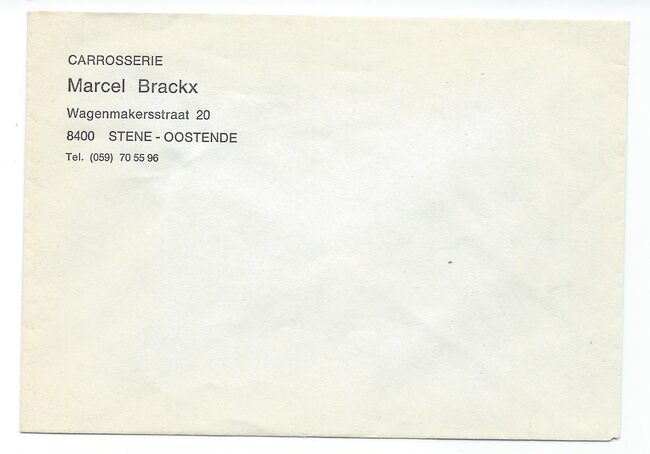 CARROSSERIE
Marcel Brackx
Wagenmakersstraat 20
8400 STENE - OOSTENDE
Tel. (059) 70 55 96